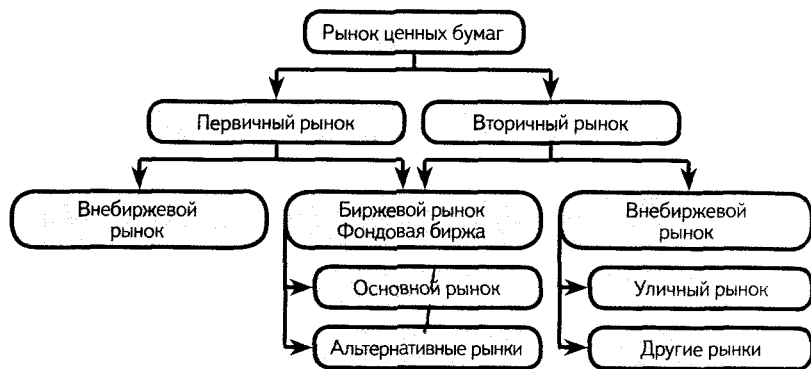 Рынок ценных бумаг
Первичный рынок
Вторичный рынок
Внебиржевой
рынок
Биржевой рынок
Фондовая биржа
Внебиржевой
рынок
Основной рынок
Уличный рынок
Альтернативные рынки
Другие рынки